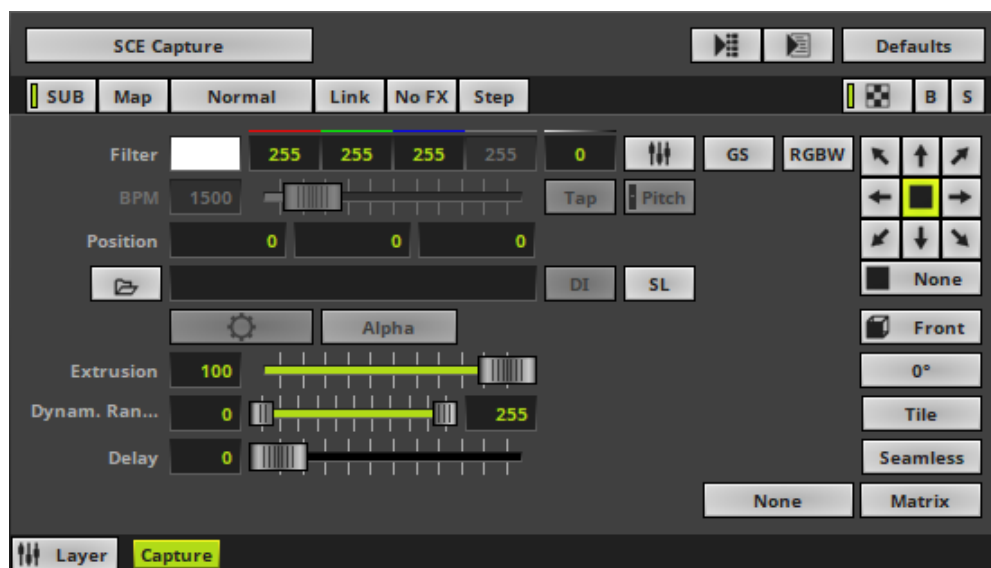 SCE Capture Defaults
SUB Map Normal Link No FX Step B S
Filter 255 255 255 255 0 GS RGBW
BPM 1500 Tap Pitch
Position 0 0 0
DI SL None
Alpha Front
Extrusion 100 0°
Dynam. Ran... 0 255 Tile
Delay 0 Seamless
None Matrix
Layer Capture